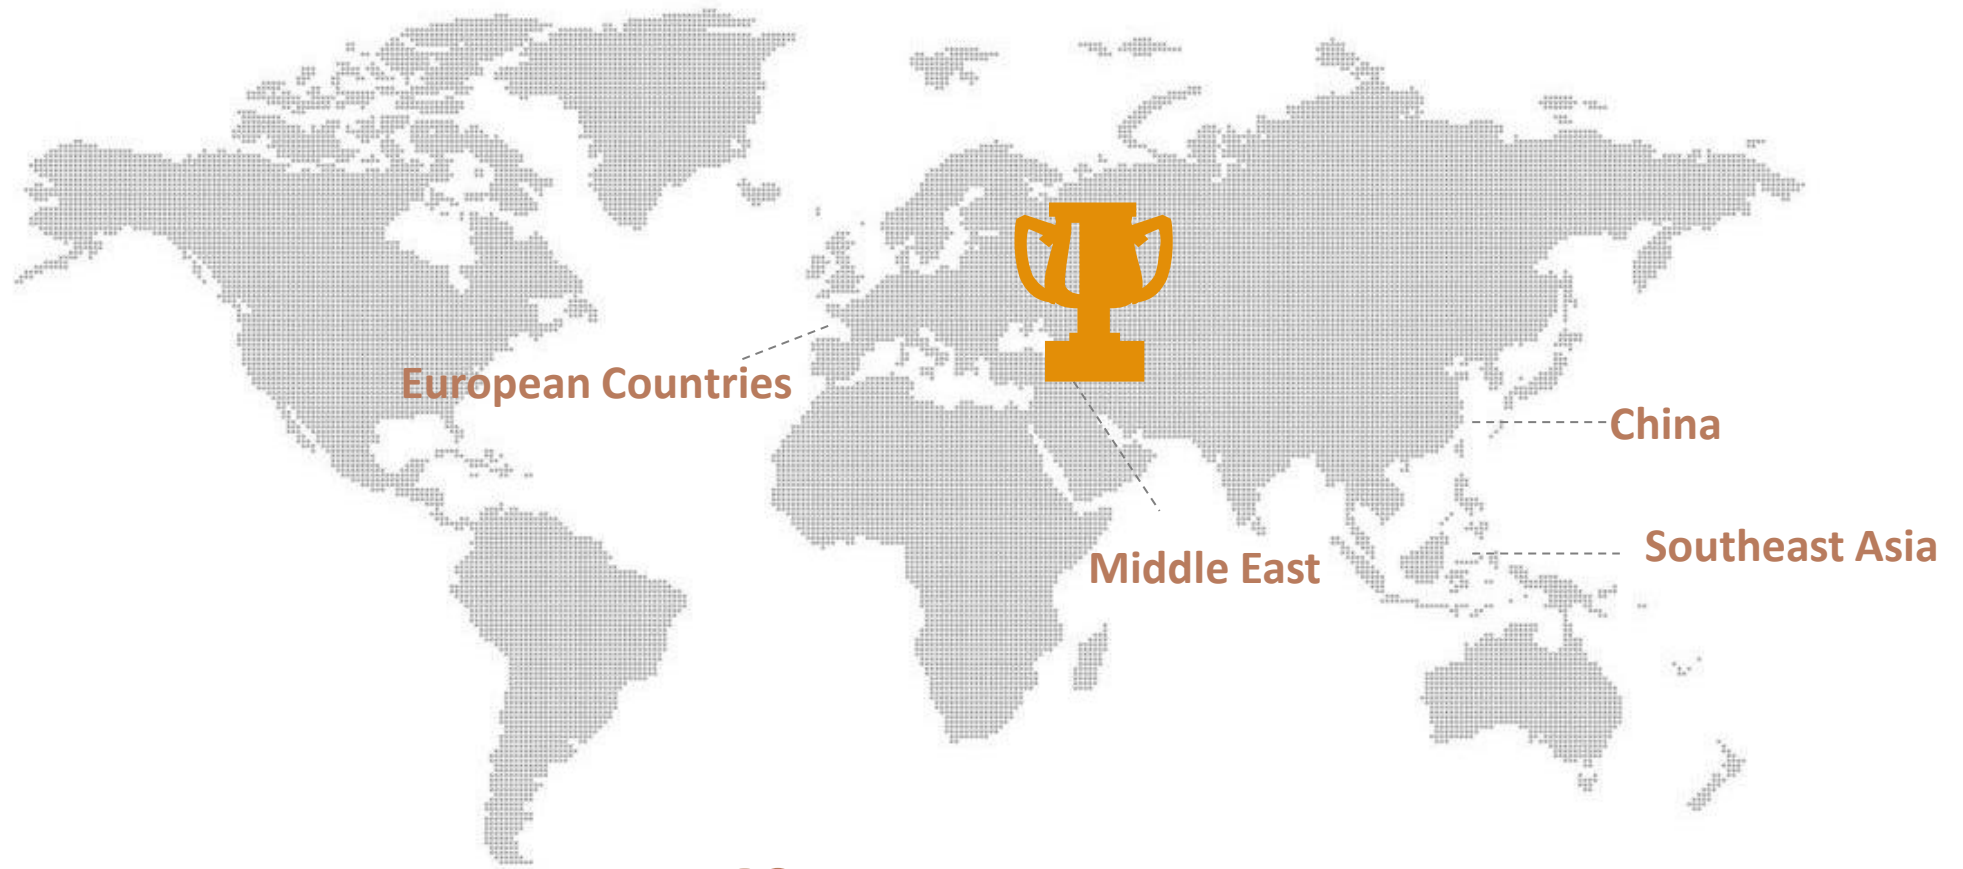 European Countries
China
Southeast Asia
Middle East